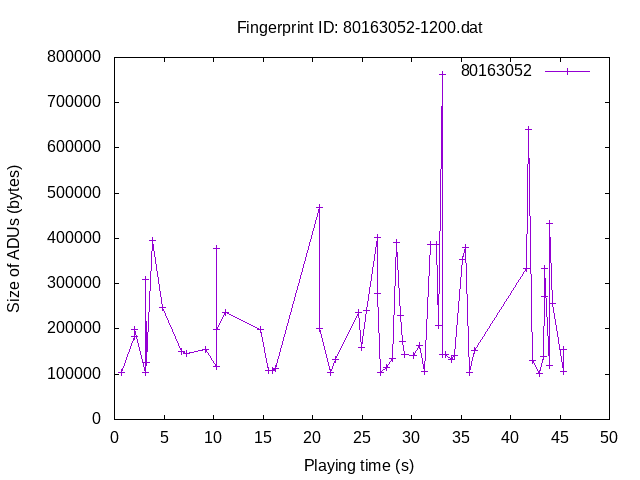 Fingerprint ID: 80163052-1200.dat
80163052
Size of ADUs (bytes)
800000
700000
600000
500000
400000
300000
200000
100000
0
0 5 10 15 20 25 30 35 40 45 50
Playing time (s)